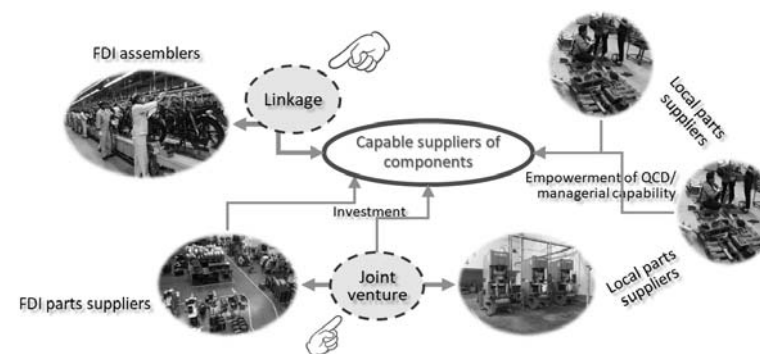 FDI assemblers
Linkage
Local parts
suppliers
Capable suppliers of
components
Empowerment of QCD/
managerial capability
Investment
FDI parts suppliers
Joint
venture
Local parts
suppliers